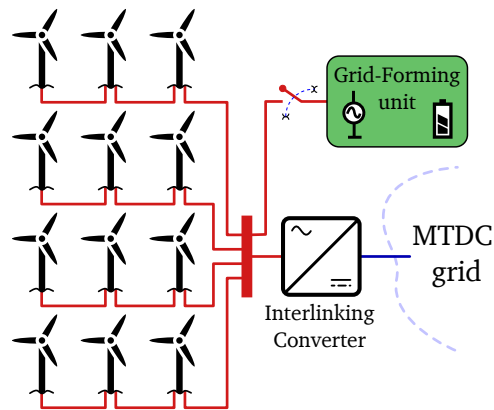 Grid-Forming
unit
MTDC
grid
Interlinking
Converter